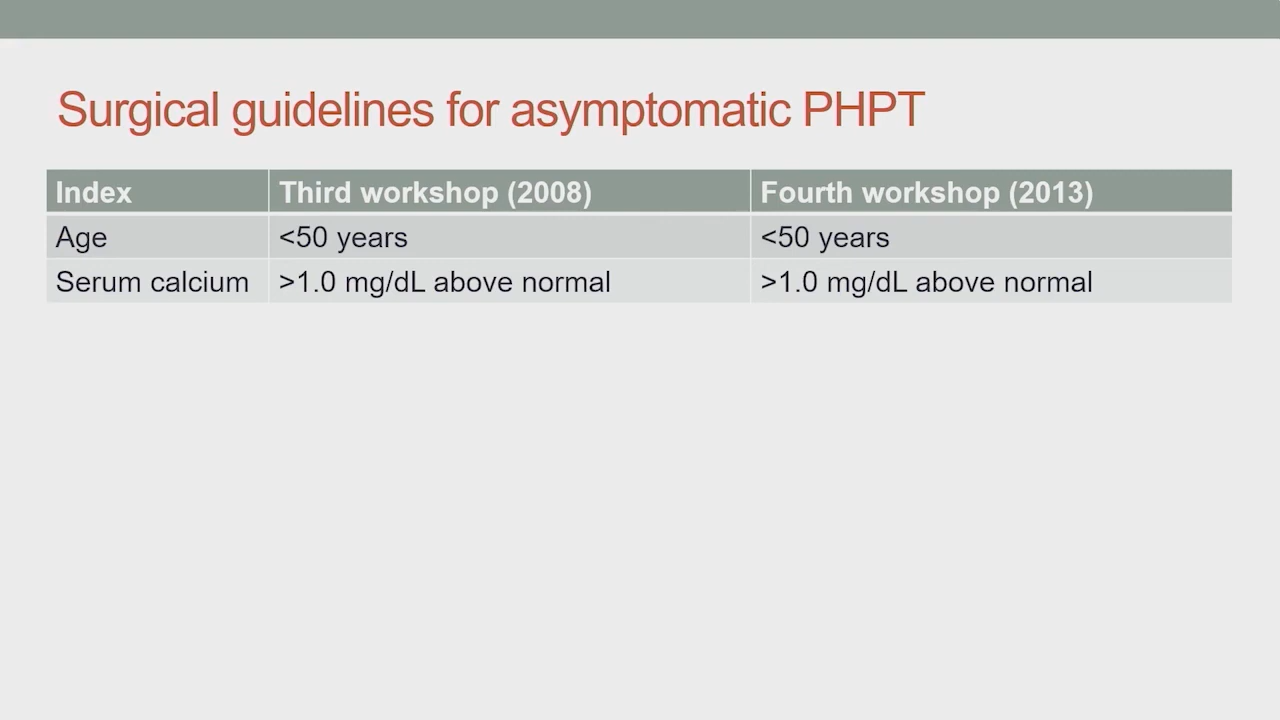 Surgical guidelines for asymptomatic PHPT
Index Third workshop (2008) Fourth workshop (2013)
Age <50 years <50 years
Serum calcium >1.0 mg/dL above normal >1.0 mg/dL above normal